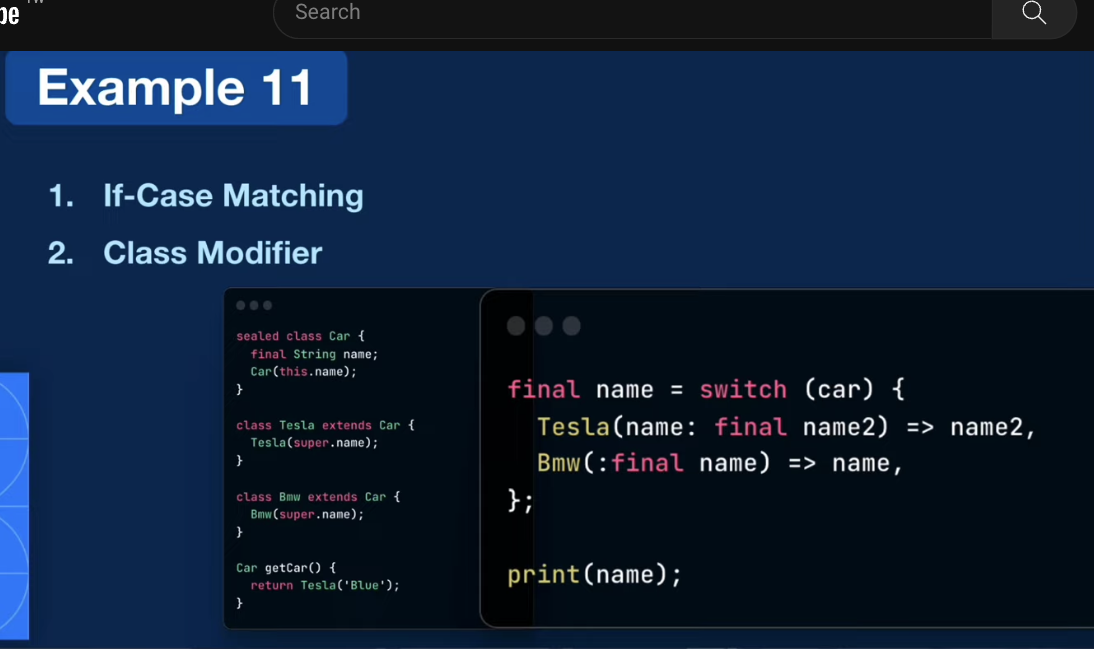 be TW
Search
Example 11
1. If-Case Matching
2. Class Modifier
sealed class Car {
final String name;
Car(this.name);
}
class Tesla extends Car {
Tesla(super.name);
}
class Bmw extends Car {
Bmw(super.name);
}
Car getCar() {
return Tesla('Blue');
}
final name = switch (car) {
Tesla(name: final name2) => name2,
Bmw(:final name) => name,
};
print(name);